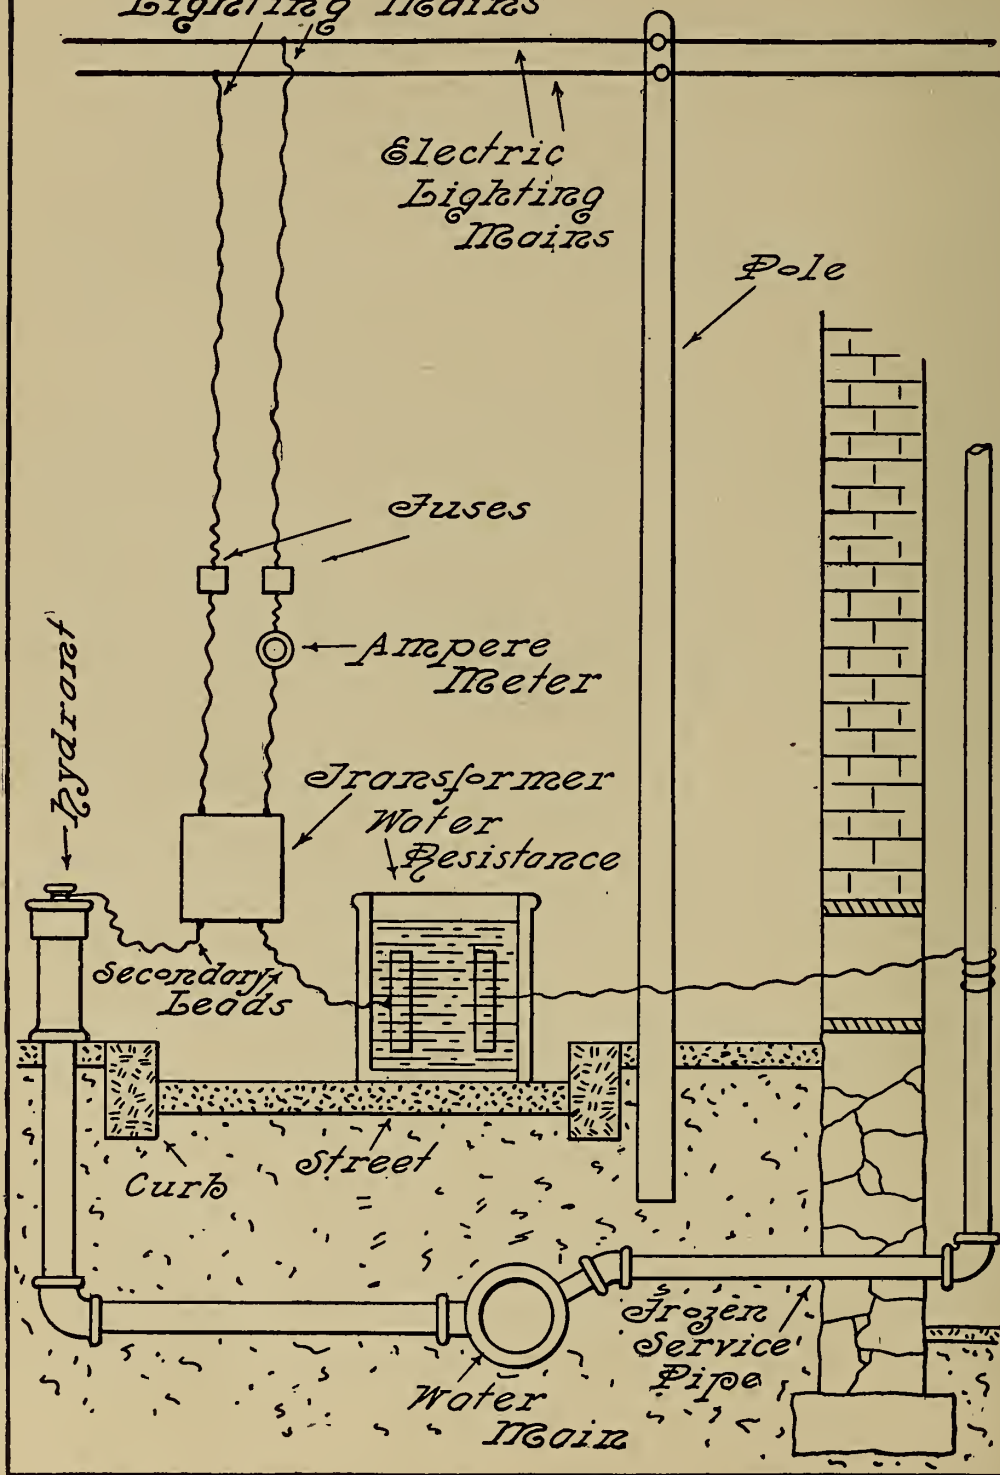 Lighting Mains
Electric
Lighting
Mains
Pole
Fuses
Ampere
Meter
Hydrant
Transformer
Water
Resistance
Secondary
Leads
Street
Curb
Frozen
Service
Pipe
Water
Main